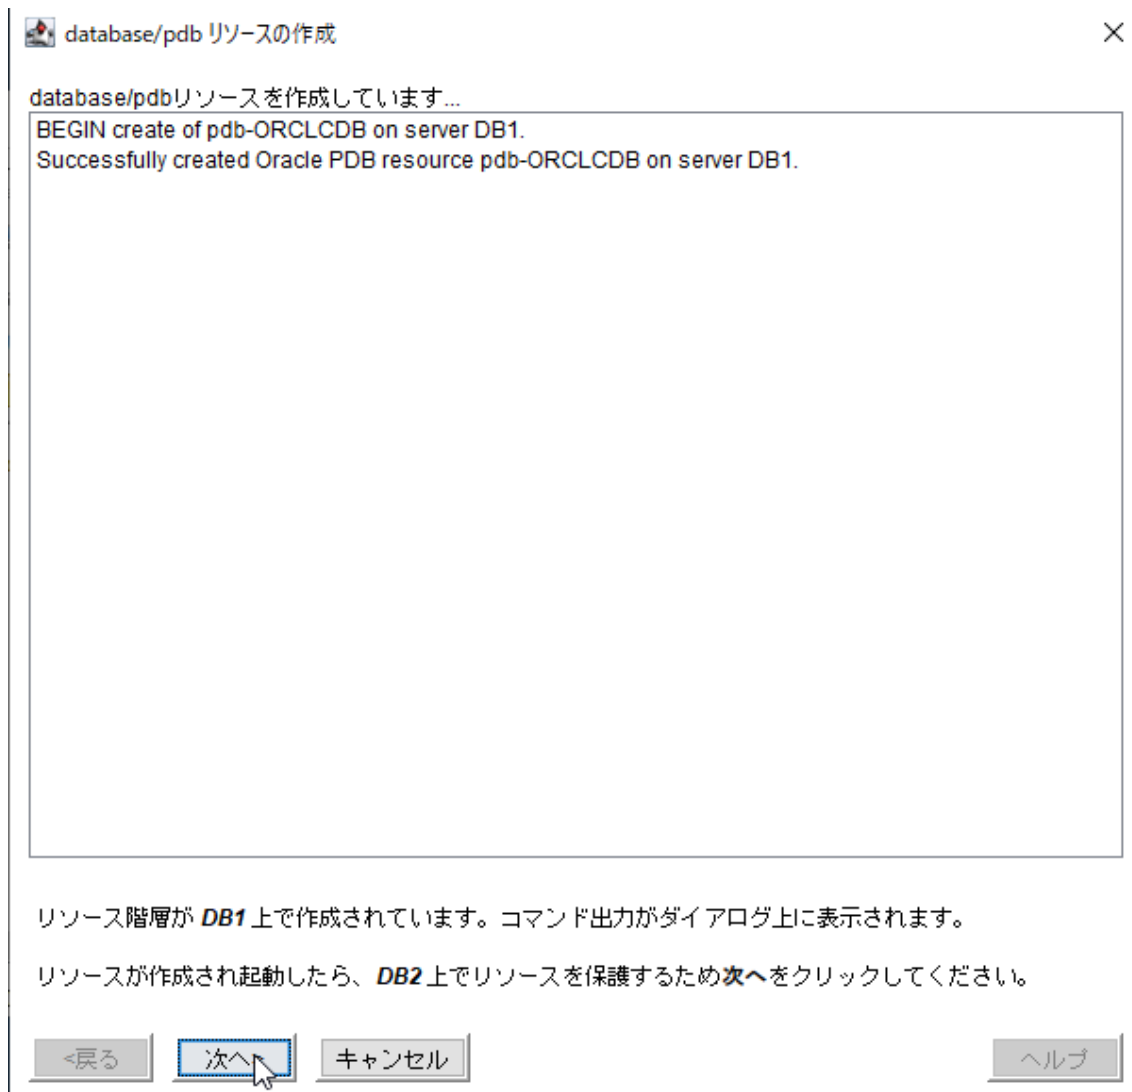 database/pdb リソースの作成
database/pdbリソースを作成しています...
BEGIN create of pdb-ORCLCDB on server DB1.
Successfully created Oracle PDB resource pdb-ORCLCDB on server DB1.
リソース階層が DB1 上で作成されています。コマンド出力がダイアログ上に表示されます。
リソースが作成され起動したら、DB2 上でリソースを保護するため次へをクリックしてください。
<戻る 次へ> キャンセル ヘルプ